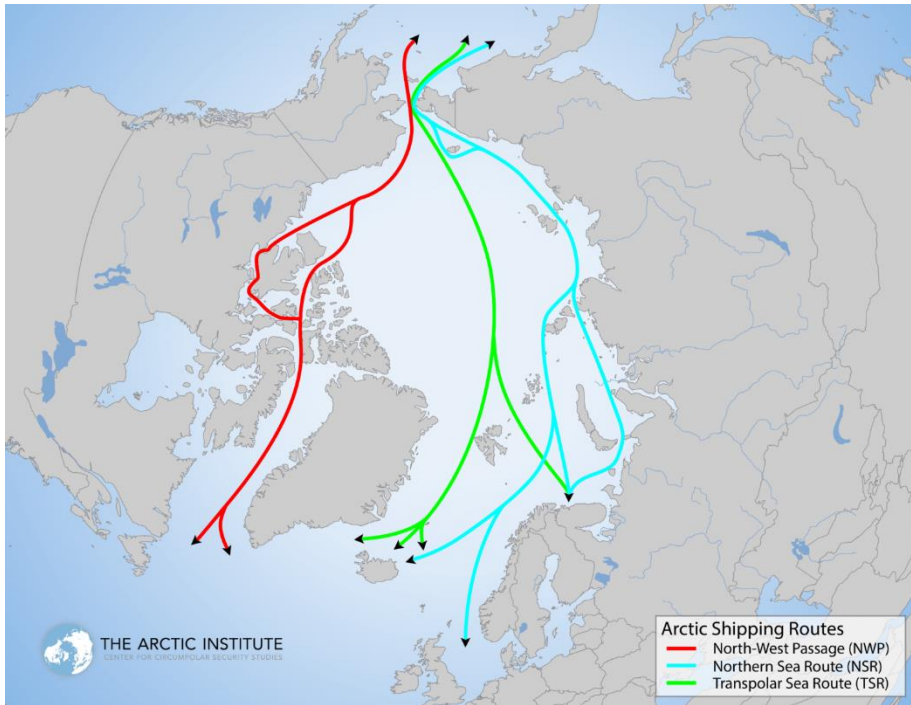 THE ARCTIC INSTITUTE
CENTER FOR CIRCUMPOLAR SECURITY STUDIES
Arctic Shipping Routes
North-West Passage (NWP)
Northern Sea Route (NSR)
Transpolar Sea Route (TSR)